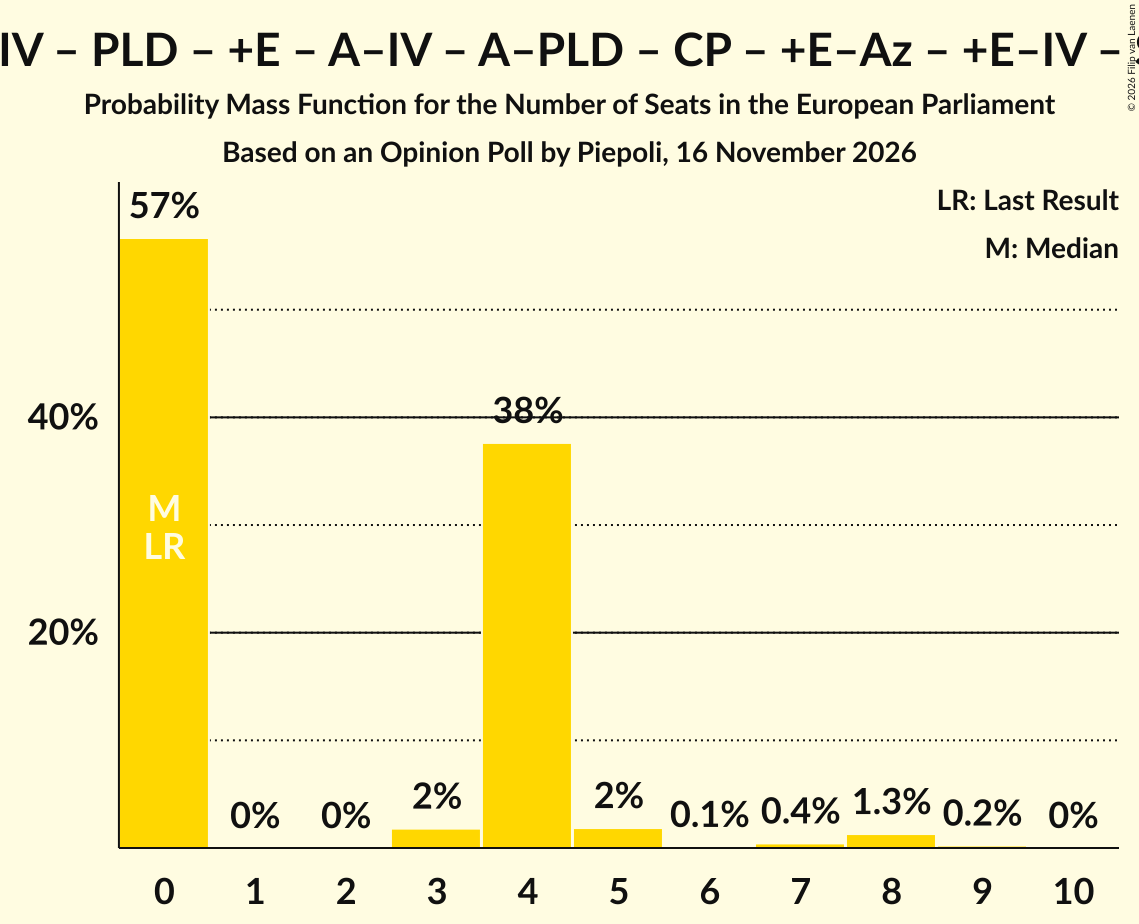 IV – PLD – +E – A–IV – A–PLD – CP – +E–Az – +E–IV –
© 2026 Filip van Laenen
Probability Mass Function for the Number of Seats in the European Parliament
Based on an Opinion Poll by Piepoli, 16 November 2026
LR: Last Result
M: Median
57%
40%
38%
M
LR
20%
0%
0%
2%
2%
0.1%
0.4%
1.3%
0.2%
0%
0 1 2 3 4 5 6 7 8 9 10